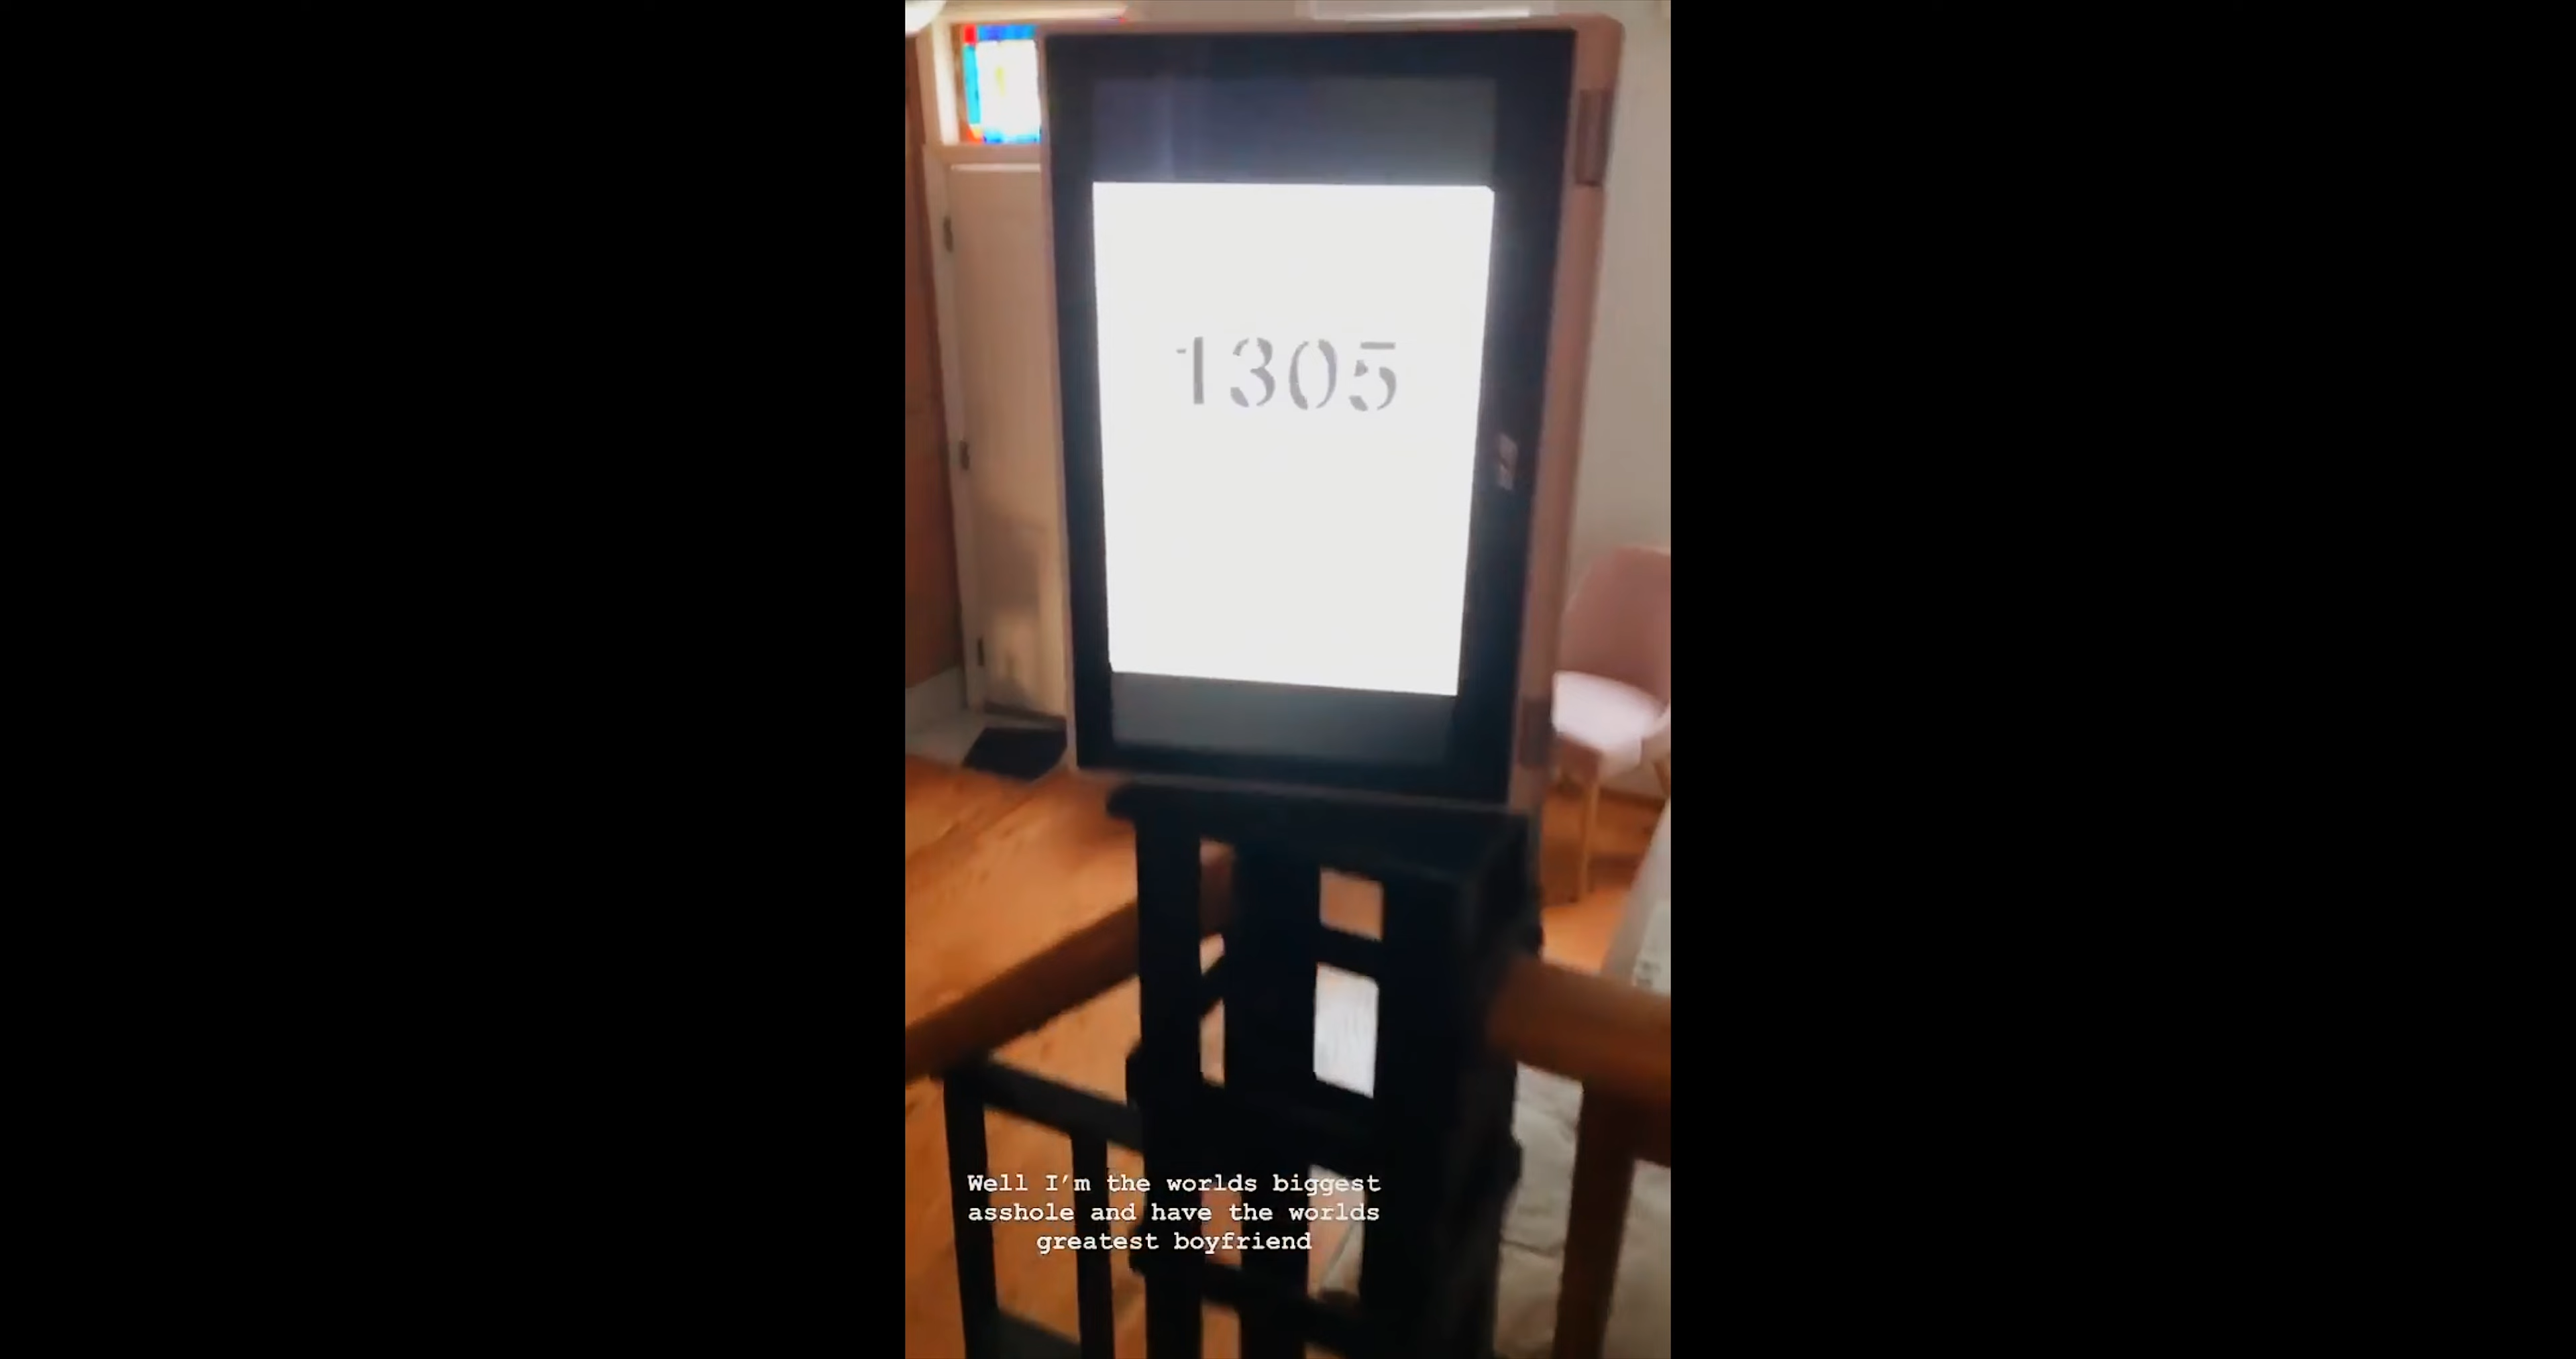 1305
Well I'm the worlds biggest
asshole and have the worlds
greatest boyfriend